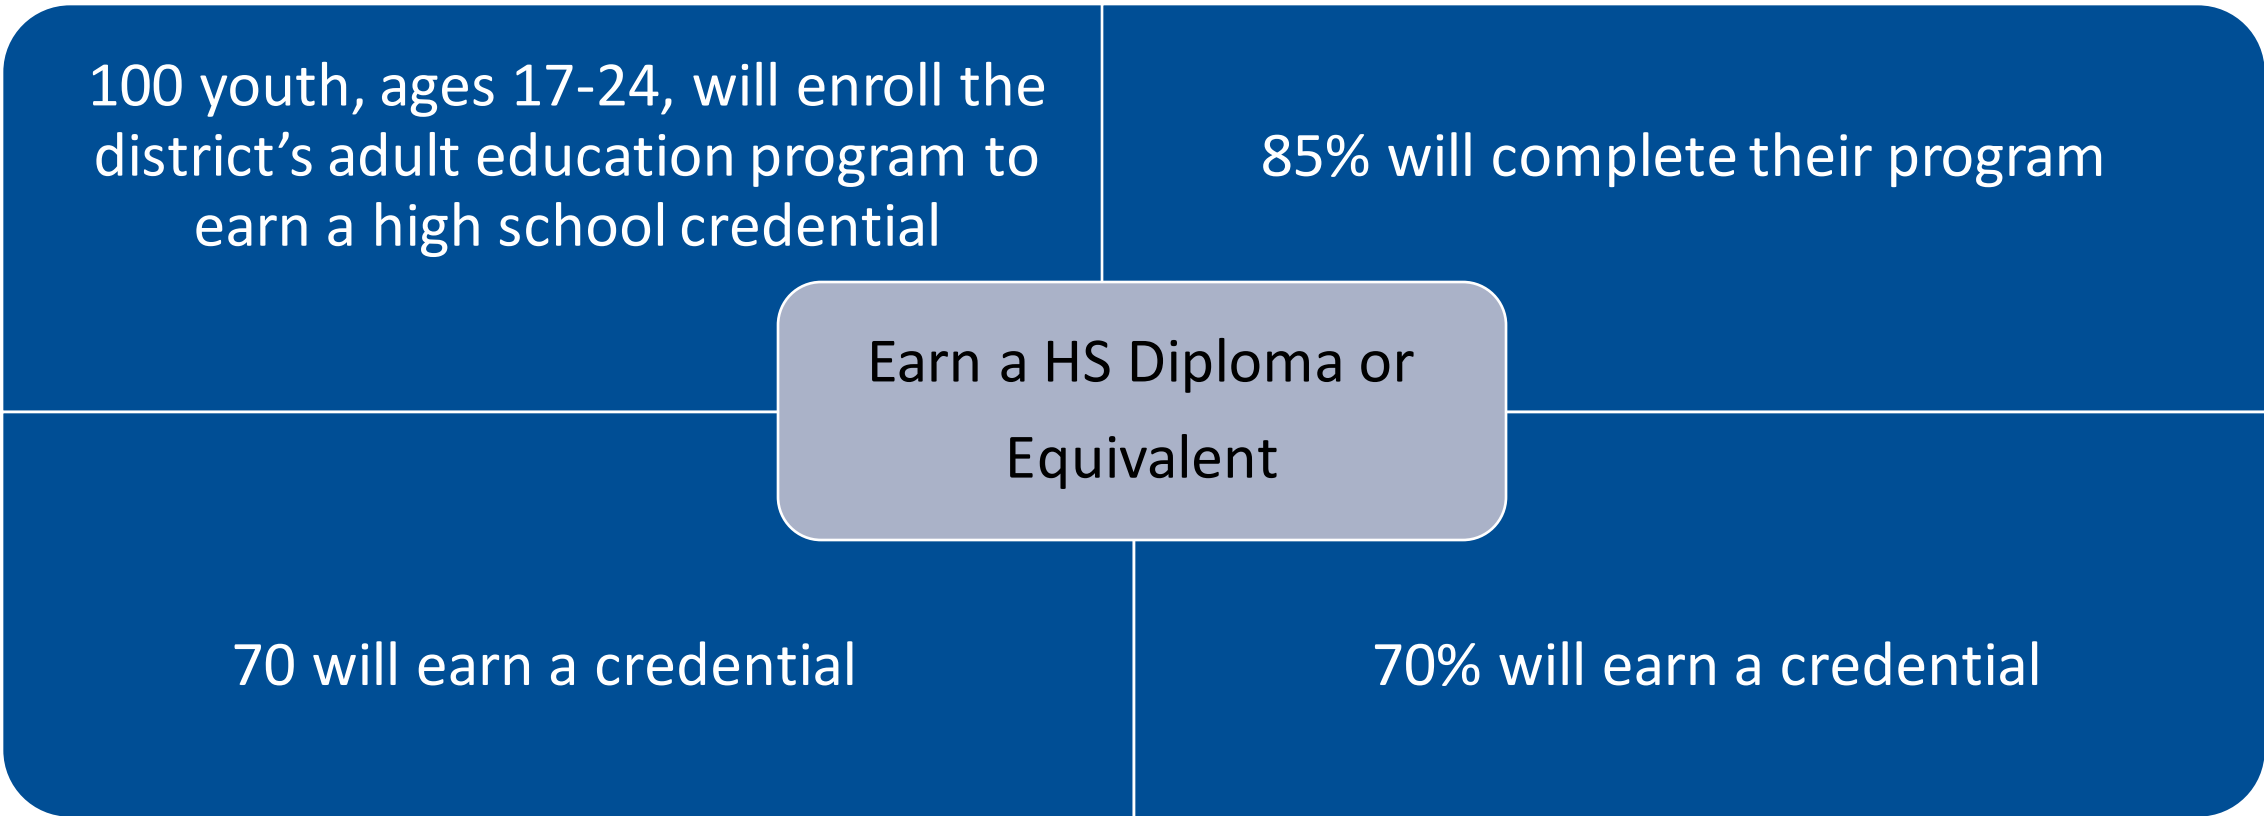 100 youth, ages 17-24, will enroll the
district’s adult education program to
earn a high school credential
85% will complete their program
Earn a HS Diploma or
Equivalent
70 will earn a credential
70% will earn a credential